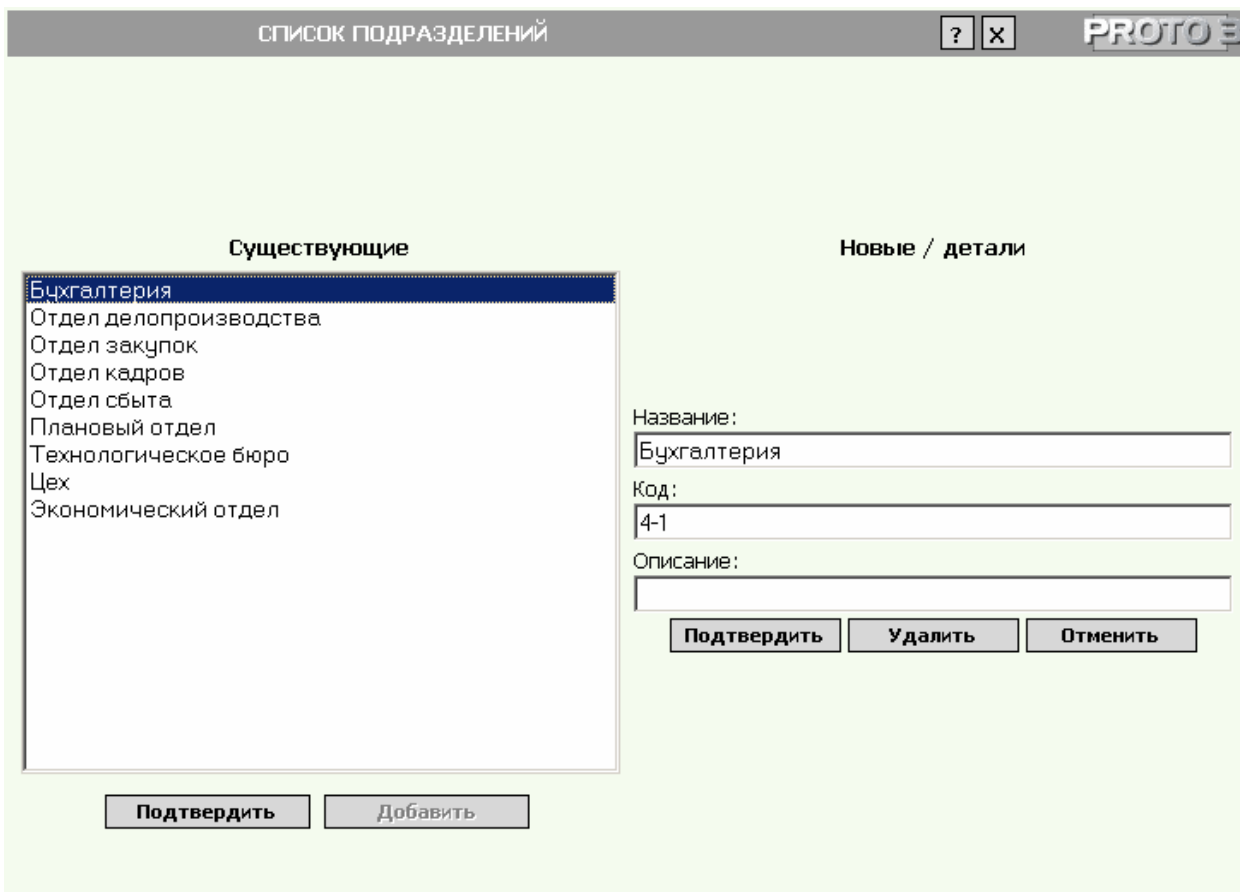 СПИСОК ПОДРАЗДЕЛЕНИЙ
? X
PROTO 3
Существующие
Бухгалтерия
Отдел делопроизводства
Отдел закупок
Отдел кадров
Отдел сбыта
Плановый отдел
Технологическое бюро
Цех
Экономический отдел
Подтвердить Добавить
Новые / детали
Название:
Бухгалтерия
Код:
4-1
Описание:
Подтвердить Удалить Отменить